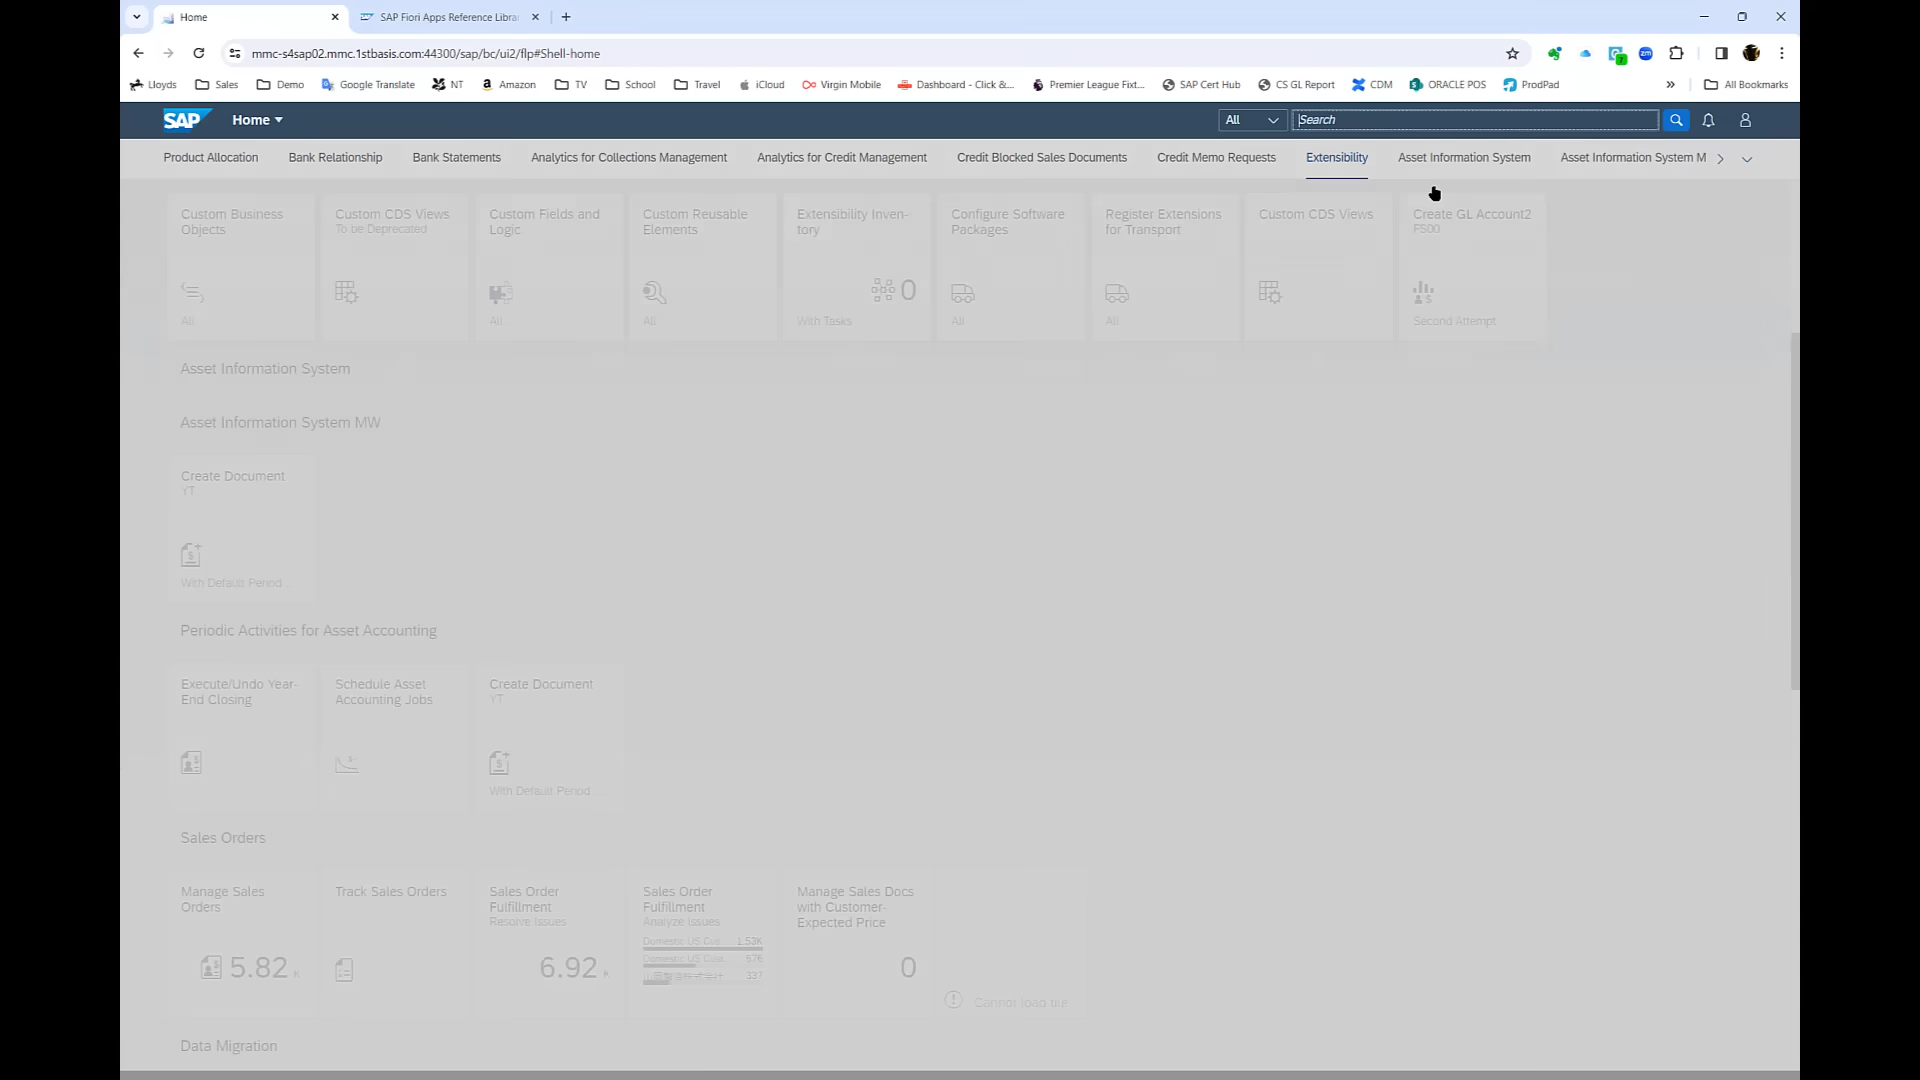 Home
SAP Fiori Apps Reference Libra
mmc-s4sap02.mmc.1stbasis.com:44300/sap/bc/ui2/flp#Shell-home
Lloyds
Sales
Demo
Google Translate
NT
Amazon
TV
School
Travel
iCloud
Virgin Mobile
Dashboard - Click &...
Premier League Fixt...
SAP Cert Hub
CS GL Report
CDM
ORACLE POS
ProdPad
»
All Bookmarks
SAP
Home
All
Search
Product Allocation
Bank Relationship
Bank Statements
Analytics for Collections Management
Analytics for Credit Management
Credit Blocked Sales Documents
Credit Memo Requests
Extensibility
Asset Information System
Asset Information System M
Custom Business
Objects
All
Custom CDS Views
To be Deprecated
Custom Fields and
Logic
All
Custom Reusable
Elements
All
Extensibility Inven-
tory
0
With Tasks
Configure Software
Packages
All
Register Extensions
for Transport
All
Custom CDS Views
Create GL Account2
FS00
Second Attempt
Asset Information System
Asset Information System MW
Create Document
YT
With Default Period ...
Periodic Activities for Asset Accounting
Execute/Undo Year-
End Closing
Schedule Asset
Accounting Jobs
Create Document
YT
With Default Period ...
Sales Orders
Manage Sales
Orders
5.82 K
Track Sales Orders
Sales Order
Fulfillment
Resolve Issues
6.92 K
Sales Order
Fulfillment
Analyze Issues
Domestic US Cus... 1.53K
Domestic US Cust... 676
337
Manage Sales Docs
with Customer-
Expected Price
0
Cannot load tile
Data Migration